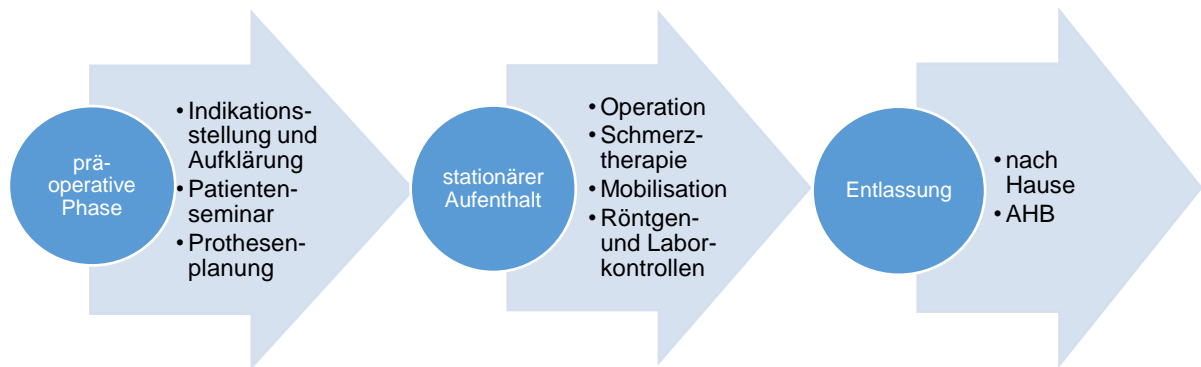 prä-
operative
Phase
• Indikations-
stellung und
Aufklärung
• Patienten-
seminar
• Prothesen-
planung
stationärer
Aufenthalt
• Operation
• Schmerz-
therapie
• Mobilisation
• Röntgen-
und Labor-
kontrollen
Entlassung
• nach
Hause
• AHB